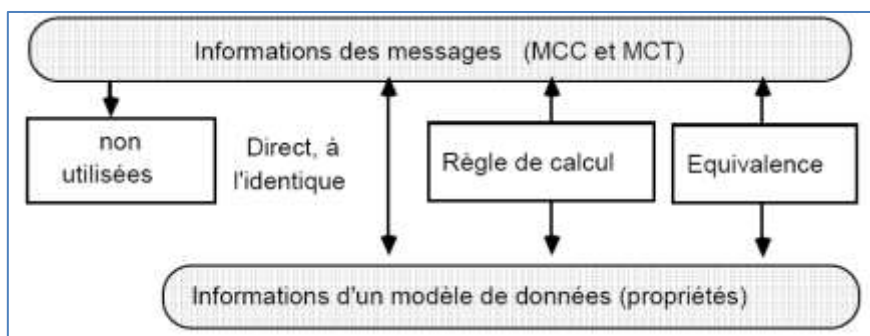 Informations des messages (MCC et MCT)
non
utilisées
Direct, à
l'identique
Règle de calcul
Equivalence
Informations d'un modèle de données (propriétés)